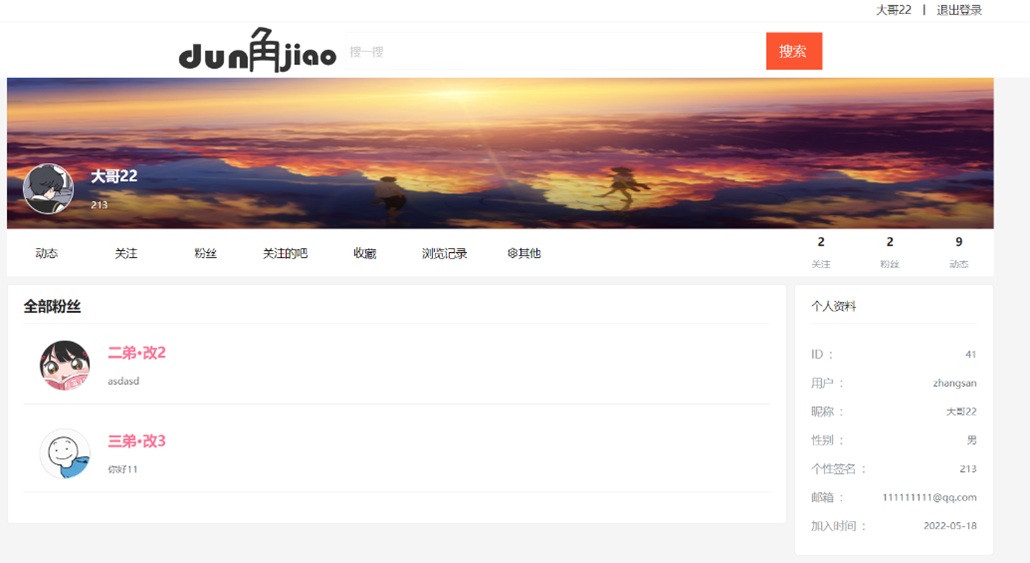 大哥22 | 退出登录
dun角jiao
搜一搜
搜索
大哥22
213
动态 关注 粉丝 关注的吧 收藏 浏览记录 其他
2 2 9
关注 粉丝 动态
全部粉丝
二弟·改2
asdasd
三弟·改3
你好11
个人资料
ID ： 41
用户 ： zhangsan
昵称 ： 大哥22
性别 ： 男
个性签名 ： 213
邮箱 ： 111111111@qq.com
加入时间 ： 2022-05-18